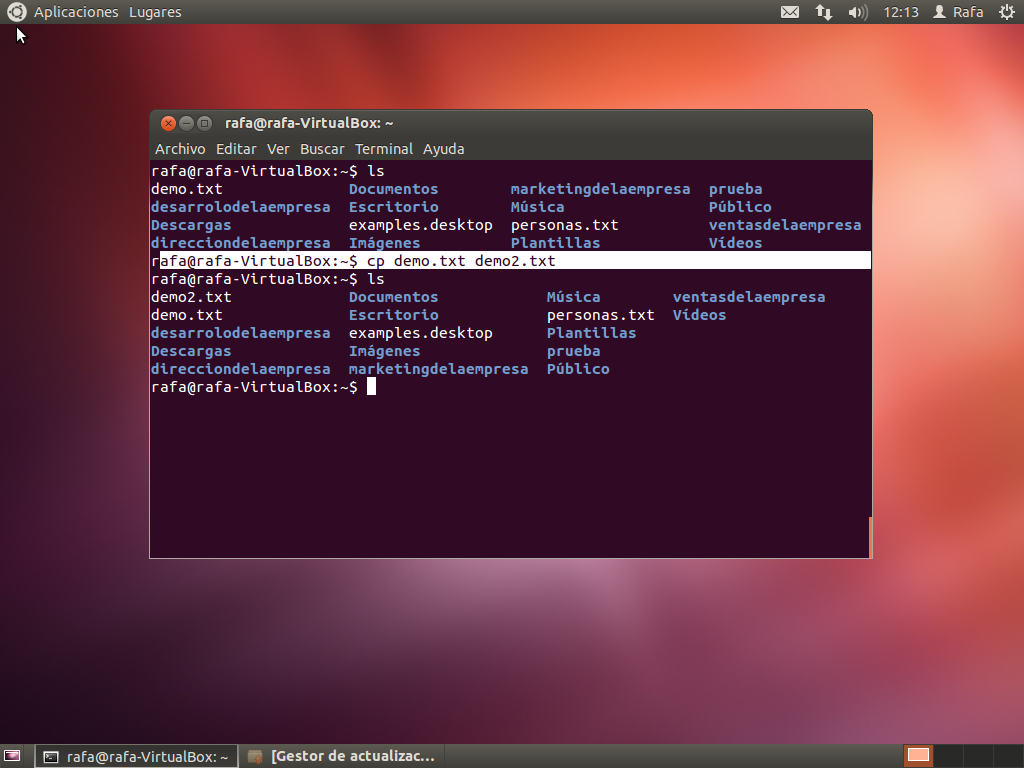 Aplicaciones Lugares 12:13 Rafa
rafa@rafa-VirtualBox: ~
Archivo Editar Ver Buscar Terminal Ayuda
rafa@rafa-VirtualBox:~$ ls
demo.txt Documentos marketingdelaempresa prueba
desarrolodelaempresa Escritorio Música Público
Descargas examples.desktop personas.txt ventasdelaempresa
direcciondelaempresa Imágenes Plantillas Vídeos
rafa@rafa-VirtualBox:~$ cp demo.txt demo2.txt
rafa@rafa-VirtualBox:~$ ls
demo2.txt Documentos Música ventasdelaempresa
demo.txt Escritorio personas.txt Vídeos
desarrolodelaempresa examples.desktop Plantillas
Descargas Imágenes prueba
direcciondelaempresa marketingdelaempresa Público
rafa@rafa-VirtualBox:~$
rafa@rafa-VirtualBox: ~ [Gestor de actualizac...